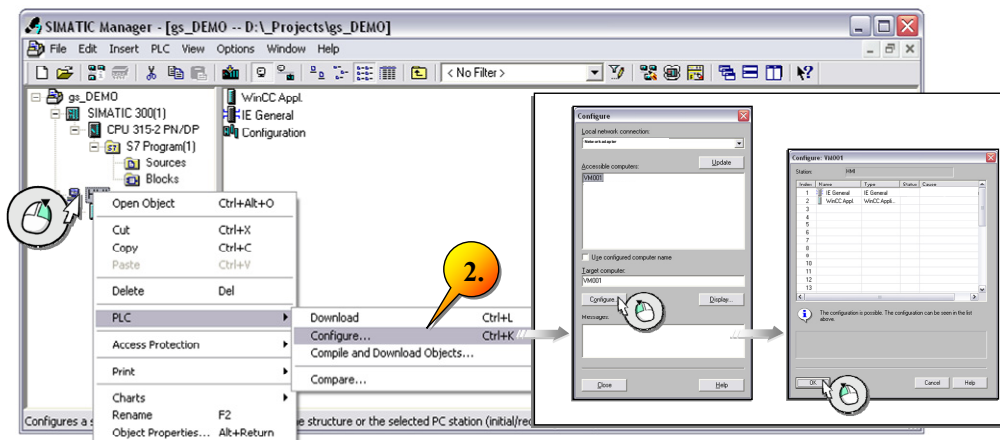 SIMATIC Manager - [gs_DEMO -- D:\_Projects\gs_DEMO]
File Edit Insert PLC View Options Window Help
< No Filter >
gs_DEMO
SIMATIC 300(1)
CPU 315-2 PN/DP
S7 Program(1)
Sources
Blocks
WinCC Appl.
IE General
Configuration
Open Object Ctrl+Alt+O
Cut Ctrl+X
Copy Ctrl+C
Paste Ctrl+V
Delete Del
PLC
Access Protection
Print
Charts
Rename F2
Object Properties... Alt+Return
2.
Download Ctrl+L
Configure... Ctrl+K
Compile and Download Objects...
Compare...
Configures a
e structure or the selected PC station (initial/rec
Configure
Local network connection:
Network adapter
Update
Accessible computers:
VM001
Use configured computer name
Target computer:
VM001
Configure...
Display...
Messages:
Close
Help
Configure: VM001
Station: HMI
Index Name Type Status Cause
1 IE General IE General
2 WinCC Appl. WinCC Appli...
3
4
5
6
7
8
9
10
11
12
13
The configuration is possible. The configuration can be seen in the list
above.
OK
Cancel
Help